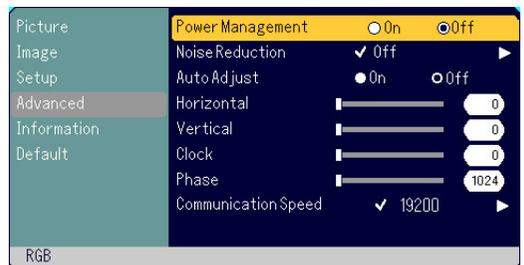 Picture
Image
Setup
Advanced
Information
Default
Power Management On Off
Noise Reduction Off
Auto Adjust On Off
Horizontal 0
Vertical 0
Clock 0
Phase 1024
Communication Speed 19200
RGB